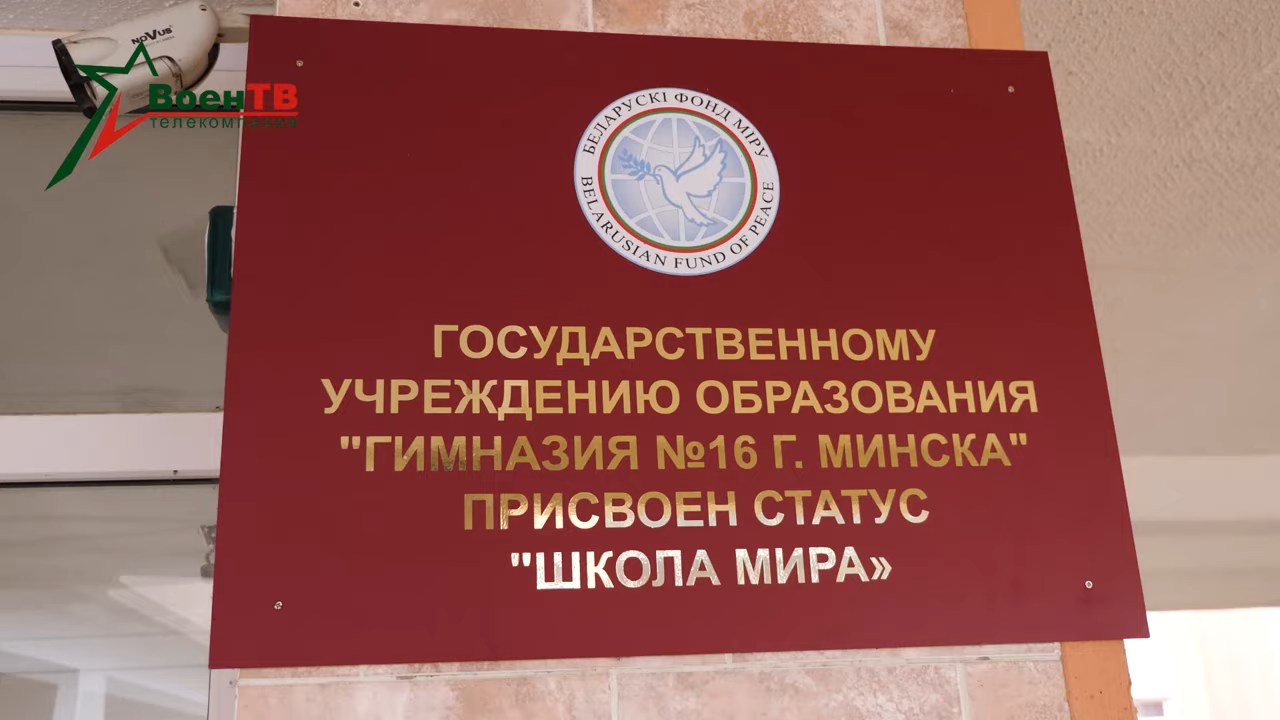 NOVUS
ВоенТВ
телекомпания
БЕЛАРУСКІ ФОНД МІРУ
BELARUSIAN FUND OF PEACE
ГОСУДАРСТВЕННОМУ
УЧРЕЖДЕНИЮ ОБРАЗОВАНИЯ
"ГИМНАЗИЯ №16 Г. МИНСКА"
ПРИСВОЕН СТАТУС
"ШКОЛА МИРА»